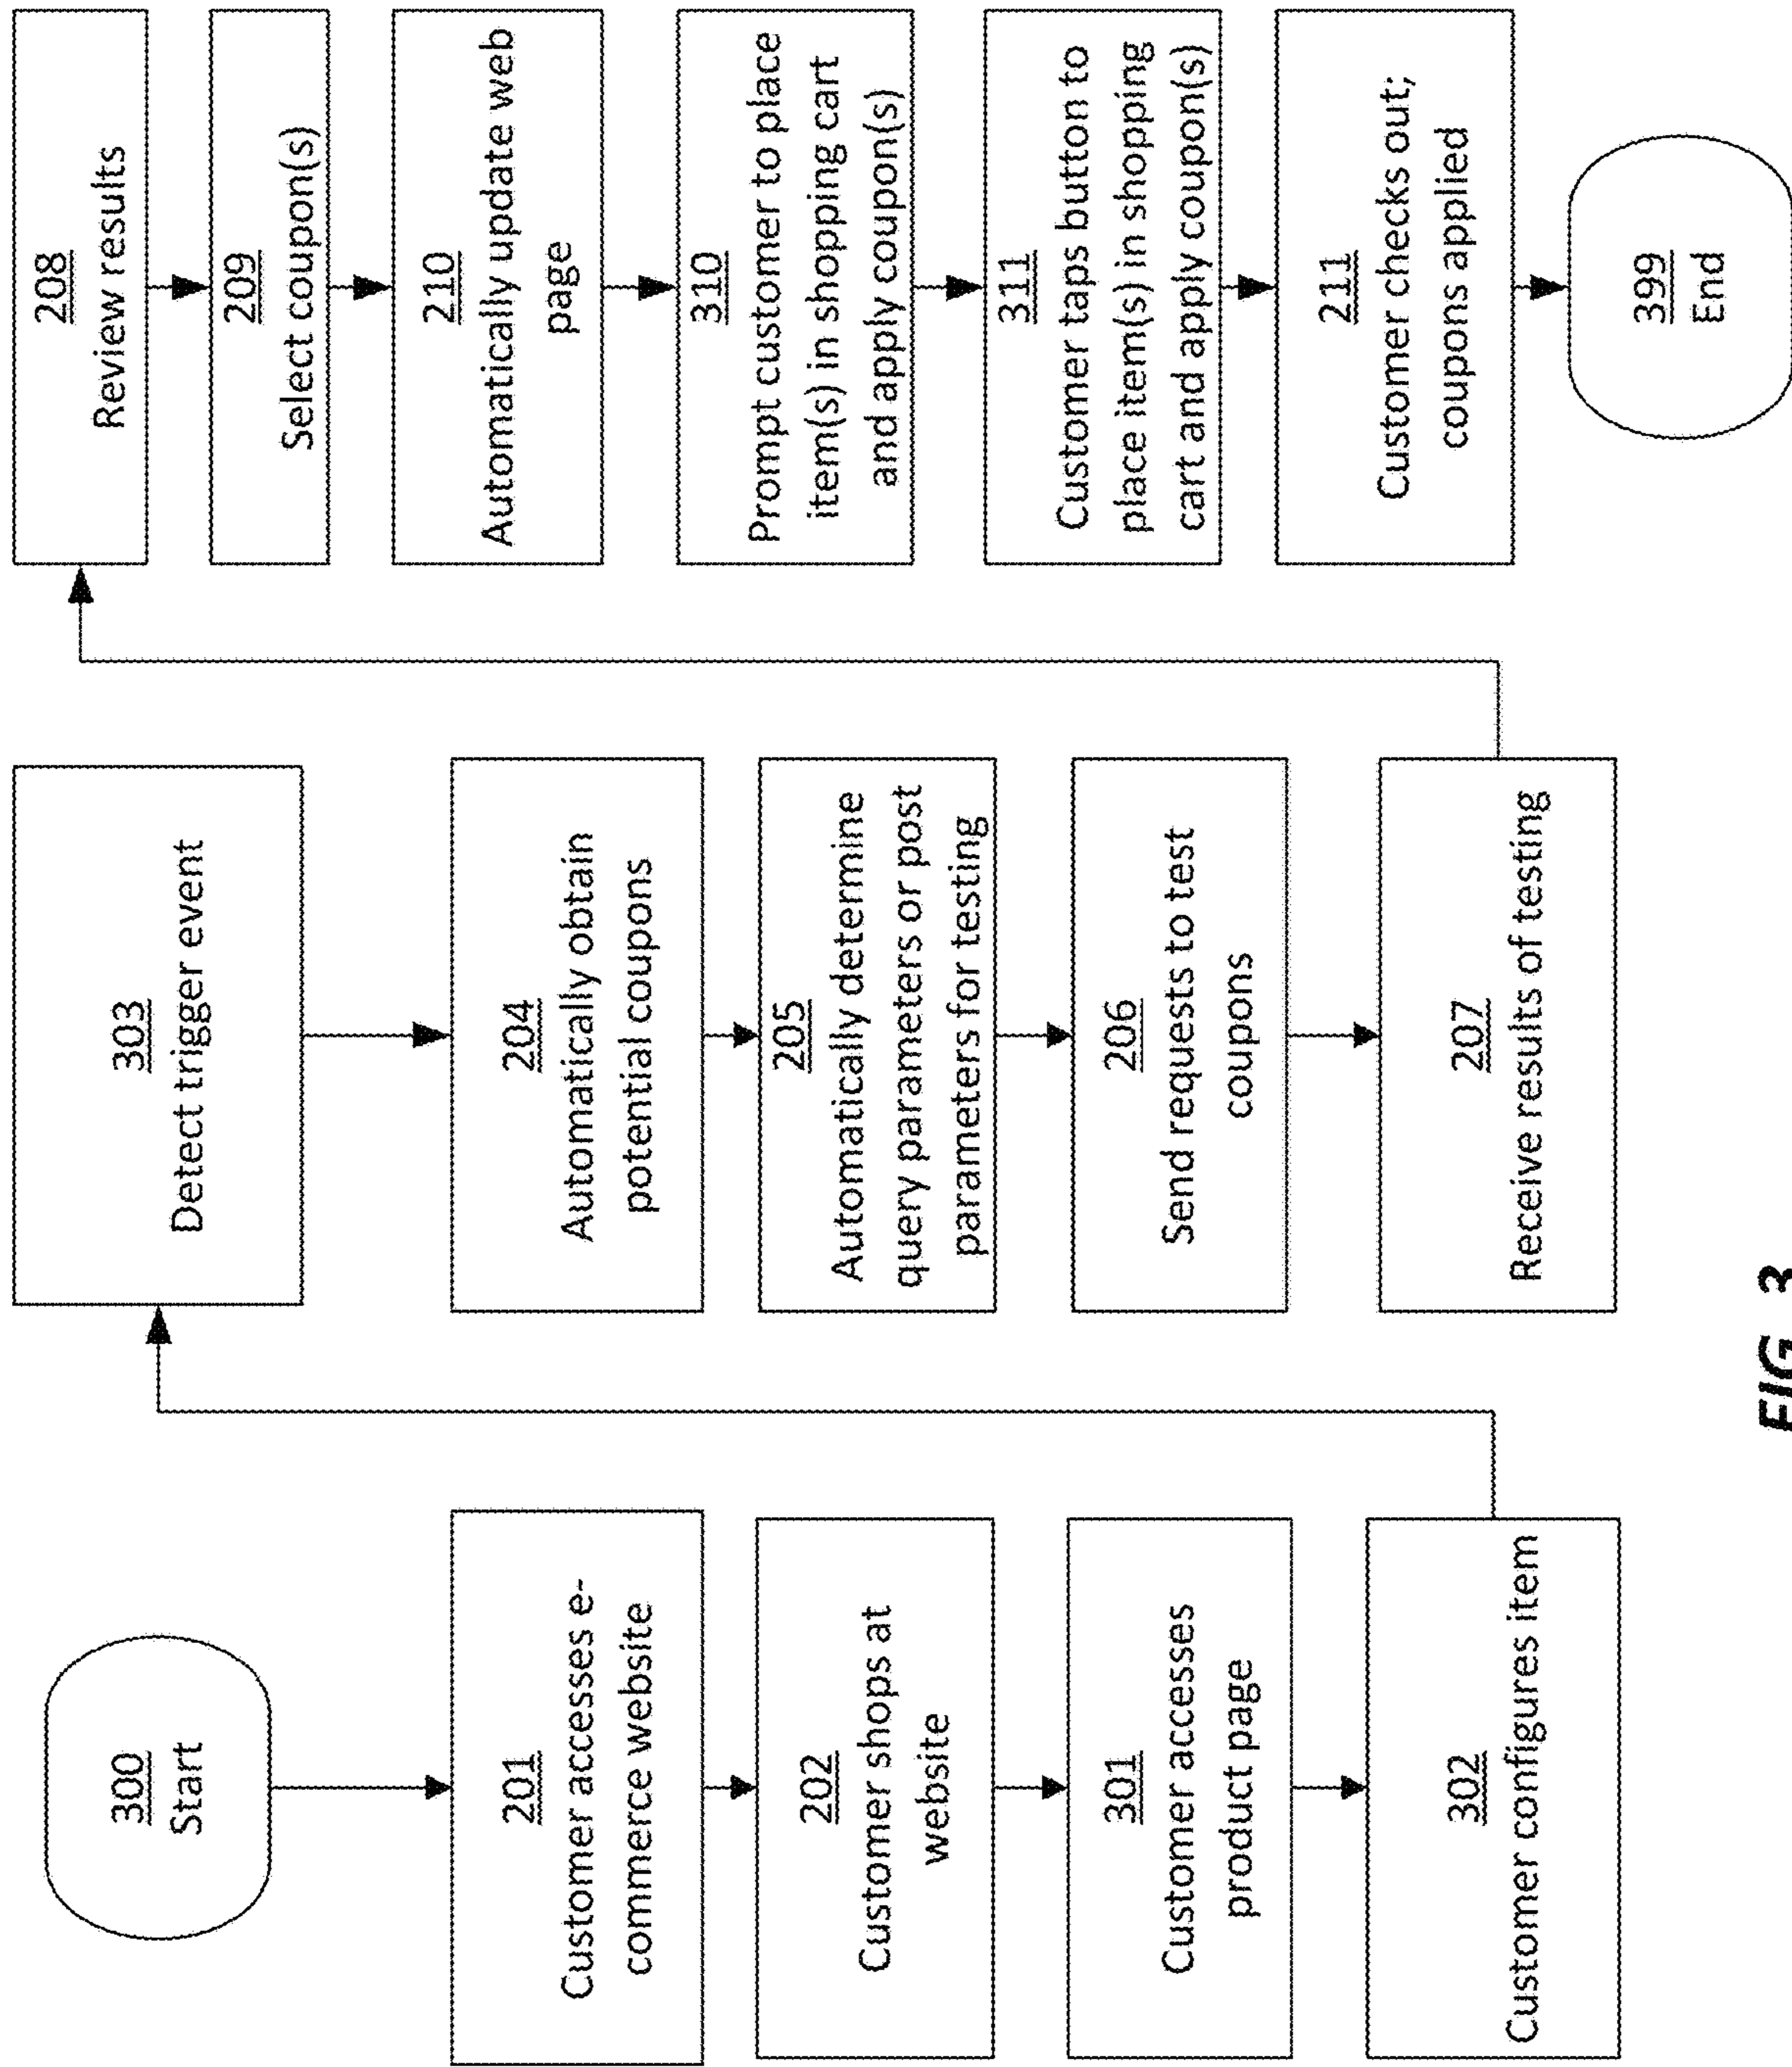 300
Start
201
Customer accesses e-
commerce website
202
Customer shops at
website
301
Customer accesses
product page
302
Customer configures item
303
Detect trigger event
204
Automatically obtain
potential coupons
205
Automatically determine
query parameters or post
parameters for testing
206
Send requests to test
coupons
207
Receive results of testing
208
Review results
209
Select coupon(s)
210
Automatically update web
page
310
Prompt customer to place
item(s) in shopping cart
and apply coupon(s)
311
Customer taps button to
place item(s) in shopping
cart and apply coupon(s)
211
Customer checks out;
coupons applied
399
End
FIG. 3